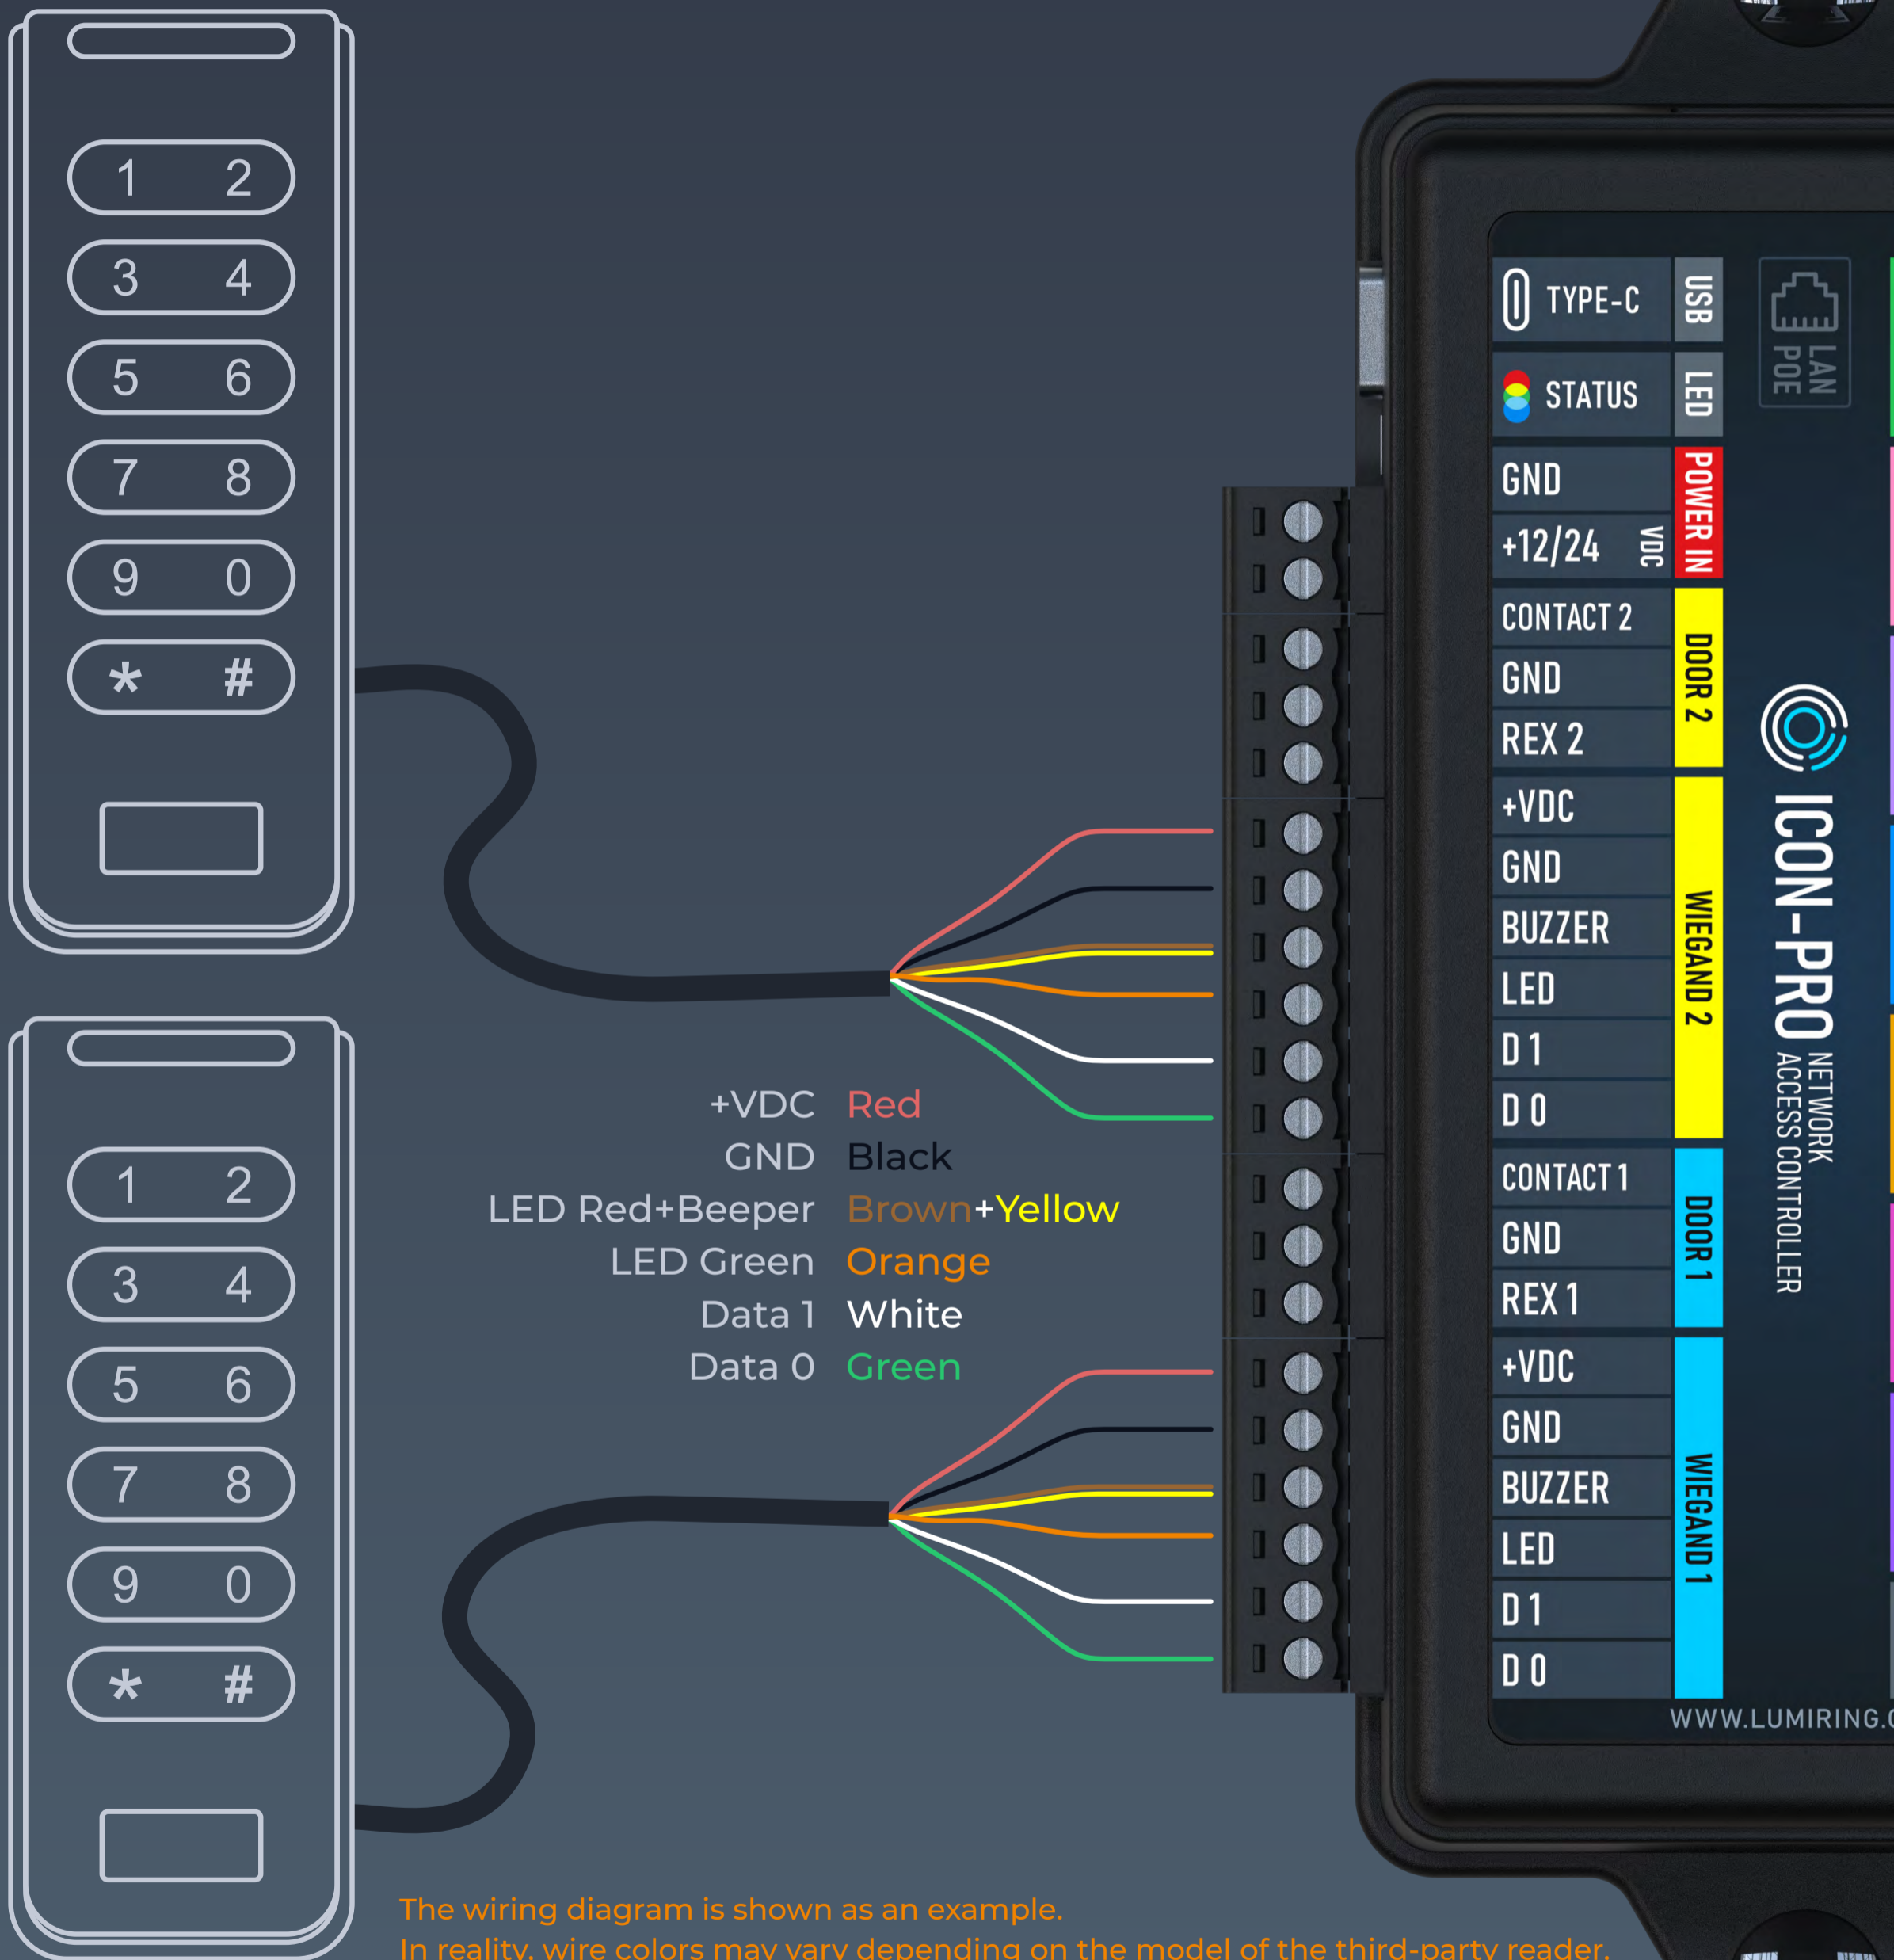 1 2
3 4
5 6
7 8
9 0
* #
+VDC Red
GND Black
LED Red+Beeper Brown+Yellow
LED Green Orange
Data 1 White
Data 0 Green
1 2
3 4
5 6
7 8
9 0
* #
TYPE-C
USB
STATUS
LED
GND
+12/24 VDC
POWER IN
CONTACT 2
GND
REX 2
DOOR 2
+VDC
GND
BUZZER
LED
D 1
D 0
WIEGAND 2
CONTACT 1
GND
REX 1
DOOR 1
+VDC
GND
BUZZER
LED
D 1
D 0
WIEGAND 1
LAN
POE
ICON-PRO
NETWORK
ACCESS CONTROLLER
WWW.LUMIRING.
The wiring diagram is shown as an example.
In reality, wire colors may vary depending on the model of the third-party reader.